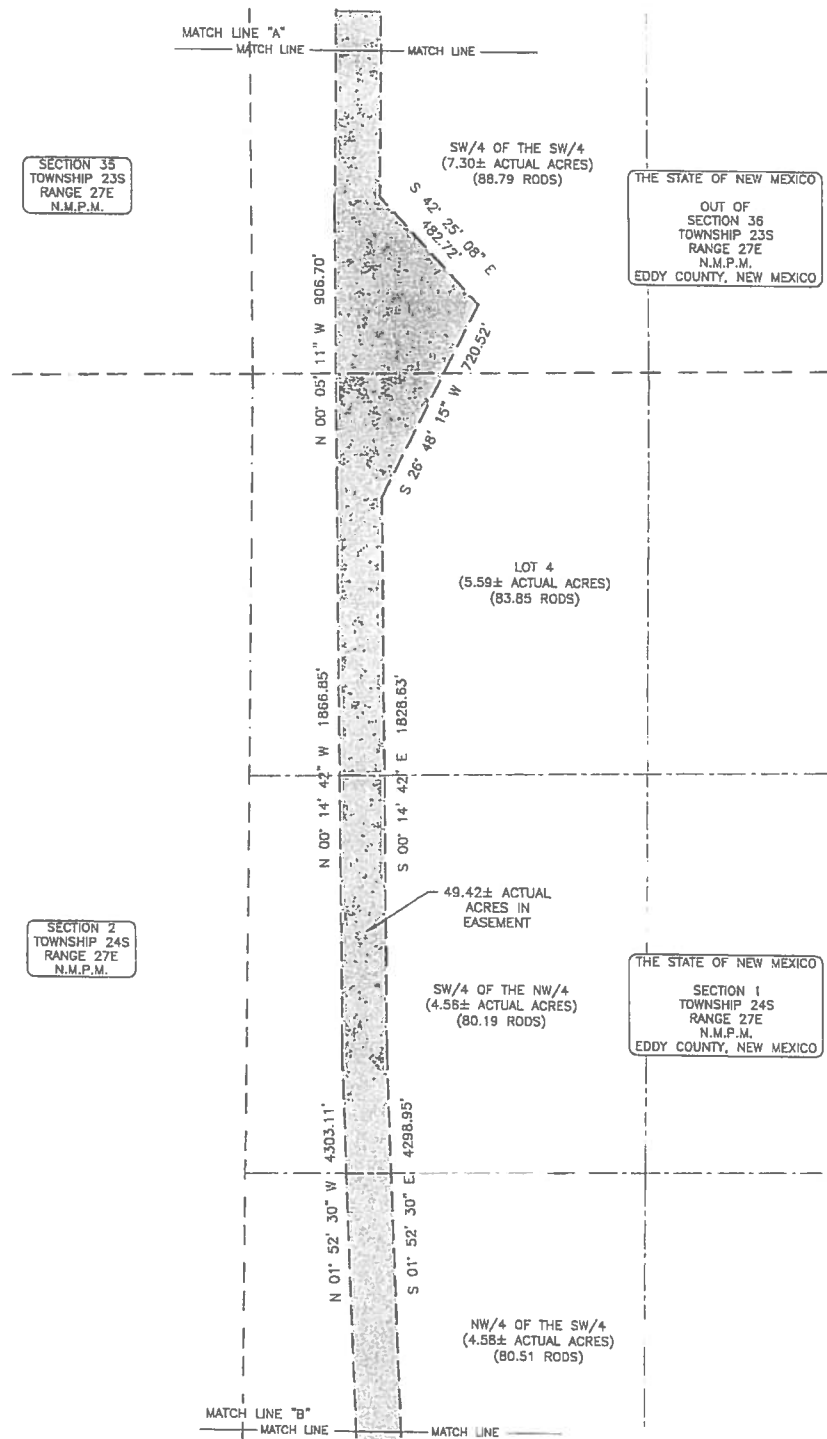 MATCH LINE "A"
MATCH LINE
MATCH LINE
SECTION 35
TOWNSHIP 23S
RANGE 27E
N.M.P.M.
SW/4 OF THE SW/4
(7.30± ACTUAL ACRES)
(88.79 RODS)
THE STATE OF NEW MEXICO
OUT OF
SECTION 36
TOWNSHIP 23S
RANGE 27E
N.M.P.M.
EDDY COUNTY, NEW MEXICO
S 42° 25' 08" E
482.72'
N 00° 05' 11" W 906.70'
S 26° 48' 15" W 720.52'
LOT 4
(5.59± ACTUAL ACRES)
(83.85 RODS)
N 00° 14' 42" W 1866.85'
S 00° 14' 42" E 1828.63'
49.42± ACTUAL
ACRES IN
EASEMENT
SECTION 2
TOWNSHIP 24S
RANGE 27E
N.M.P.M.
SW/4 OF THE NW/4
(4.56± ACTUAL ACRES)
(80.19 RODS)
THE STATE OF NEW MEXICO
SECTION 1
TOWNSHIP 24S
RANGE 27E
N.M.P.M.
EDDY COUNTY, NEW MEXICO
N 01° 52' 30" W 4303.11'
S 01° 52' 30" E 4298.95'
NW/4 OF THE SW/4
(4.58± ACTUAL ACRES)
(80.51 RODS)
MATCH LINE "B"
MATCH LINE
MATCH LINE